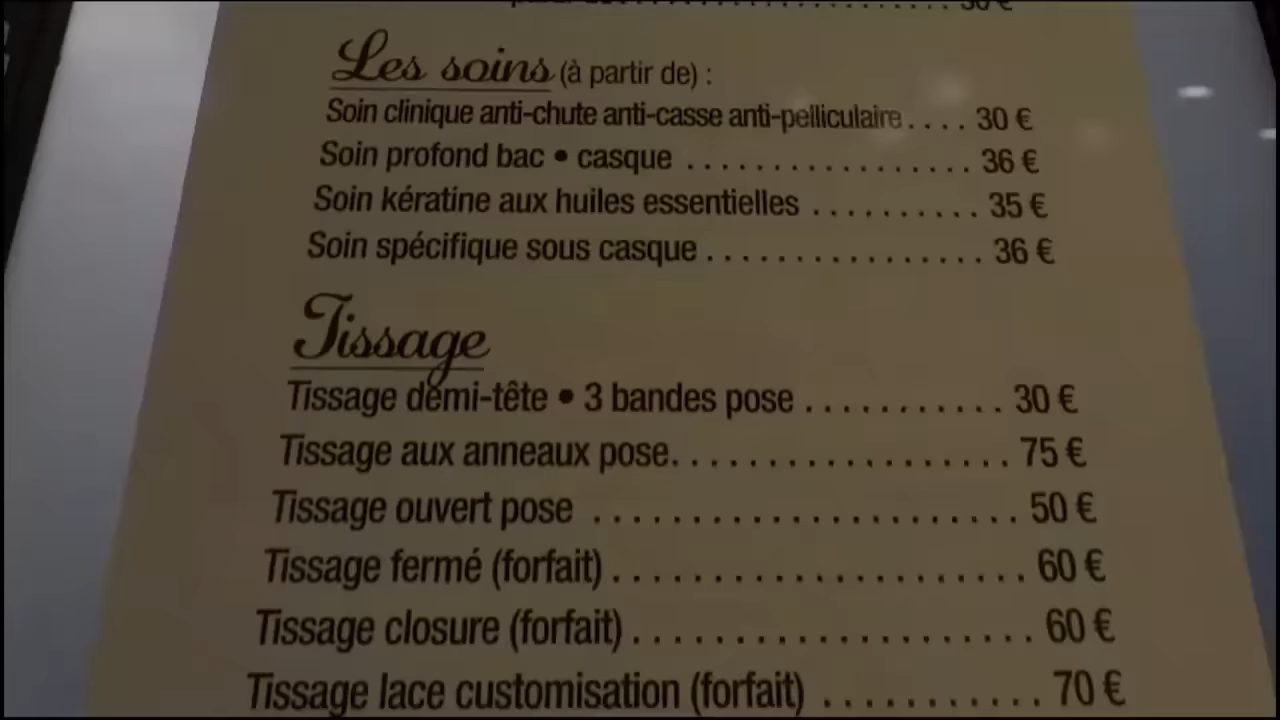 Les soins (à partir de) :
Soin clinique anti-chute anti-casse anti-pelliculaire.... 30 €
Soin profond bac • casque ................ 36 €
Soin kératine aux huiles essentielles .......... 35 €
Soin spécifique sous casque................ 36 €
Tissage
Tissage demi-tête • 3 bandes pose ........... 30 €
Tissage aux anneaux pose.................. 75 €
Tissage ouvert pose ...................... 50 €
Tissage fermé (forfait)...................... 60 €
Tissage closure (forfait)..................... 60 €
Tissage lace customisation (forfait) ........... 70 €